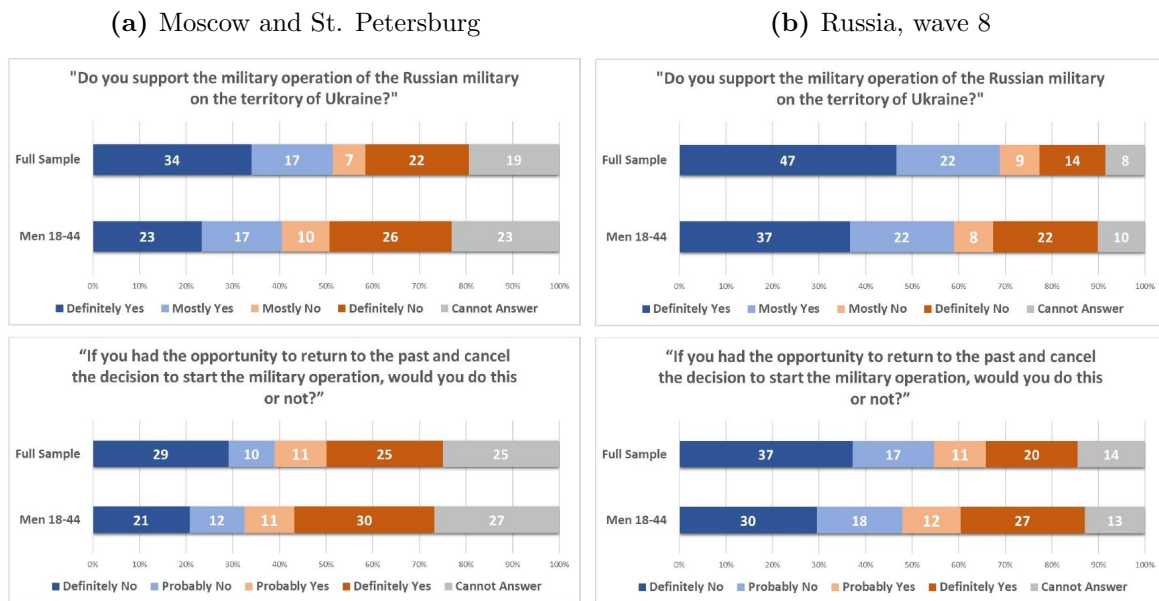 (a) Moscow and St. Petersburg
"Do you support the military operation of the Russian military
on the territory of Ukraine?"
0% 10% 20% 30% 40% 50% 60% 70% 80% 90% 100%
Full Sample 34 17 7 22 19
Men 18-44 23 17 10 26 23
0% 10% 20% 30% 40% 50% 60% 70% 80% 90% 100%
Definitely Yes Mostly Yes Mostly No Definitely No Cannot Answer
“If you had the opportunity to return to the past and cancel
the decision to start the military operation, would you do this
or not?”
Full Sample 29 10 11 25 25
Men 18-44 21 12 11 30 27
0% 10% 20% 30% 40% 50% 60% 70% 80% 90% 100%
Definitely No Probably No Probably Yes Definitely Yes Cannot Answer
(b) Russia, wave 8
"Do you support the military operation of the Russian military
on the territory of Ukraine?"
Full Sample 47 22 9 14 8
Men 18-44 37 22 8 22 10
0% 10% 20% 30% 40% 50% 60% 70% 80% 90% 100%
Definitely Yes Mostly Yes Mostly No Definitely No Cannot Answer
“If you had the opportunity to return to the past and cancel
the decision to start the military operation, would you do this
or not?”
Full Sample 37 17 11 20 14
Men 18-44 30 18 12 27 13
0% 10% 20% 30% 40% 50% 60% 70% 80% 90% 100%
Definitely No Probably No Probably Yes Definitely Yes Cannot Answer